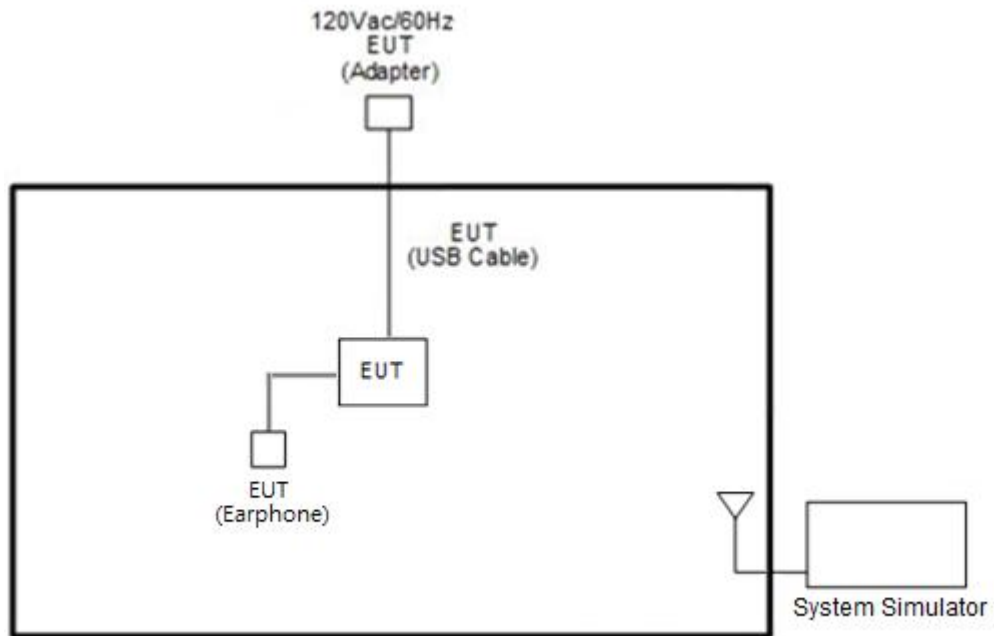 120Vac/60Hz
EUT
(Adapter)
EUT
(USB Cable)
EUT
EUT
(Earphone)
System Simulator